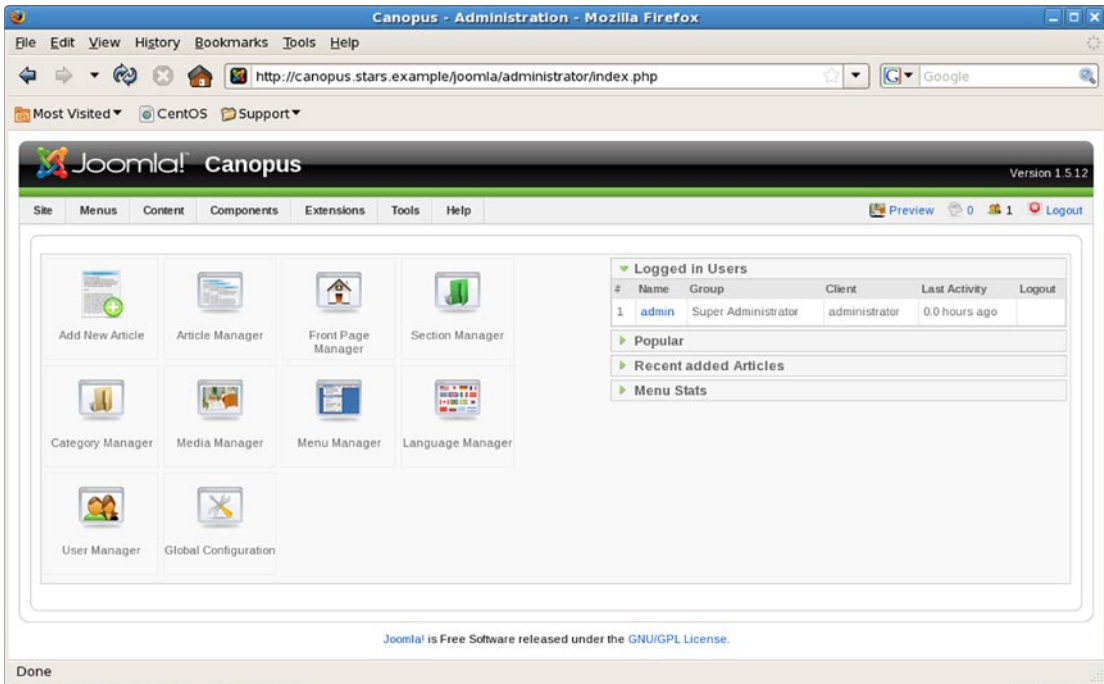 Canopus - Administration - Mozilla Firefox
File Edit View History Bookmarks Tools Help
http://canopus.stars.example/joomla/administrator/index.php
G Google
Most Visited CentOS Support
Joomla! Canopus
Version 1.5.12
Site Menus Content Components Extensions Tools Help Preview 0 1 Logout
Add New Article
Article Manager
Front Page
Manager
Section Manager
Category Manager
Media Manager
Menu Manager
Language Manager
User Manager
Global Configuration
Logged in Users
# Name Group Client Last Activity Logout
1 admin Super Administrator administrator 0.0 hours ago
Popular
Recent added Articles
Menu Stats
Joomla! is Free Software released under the GNU/GPL License.
Done